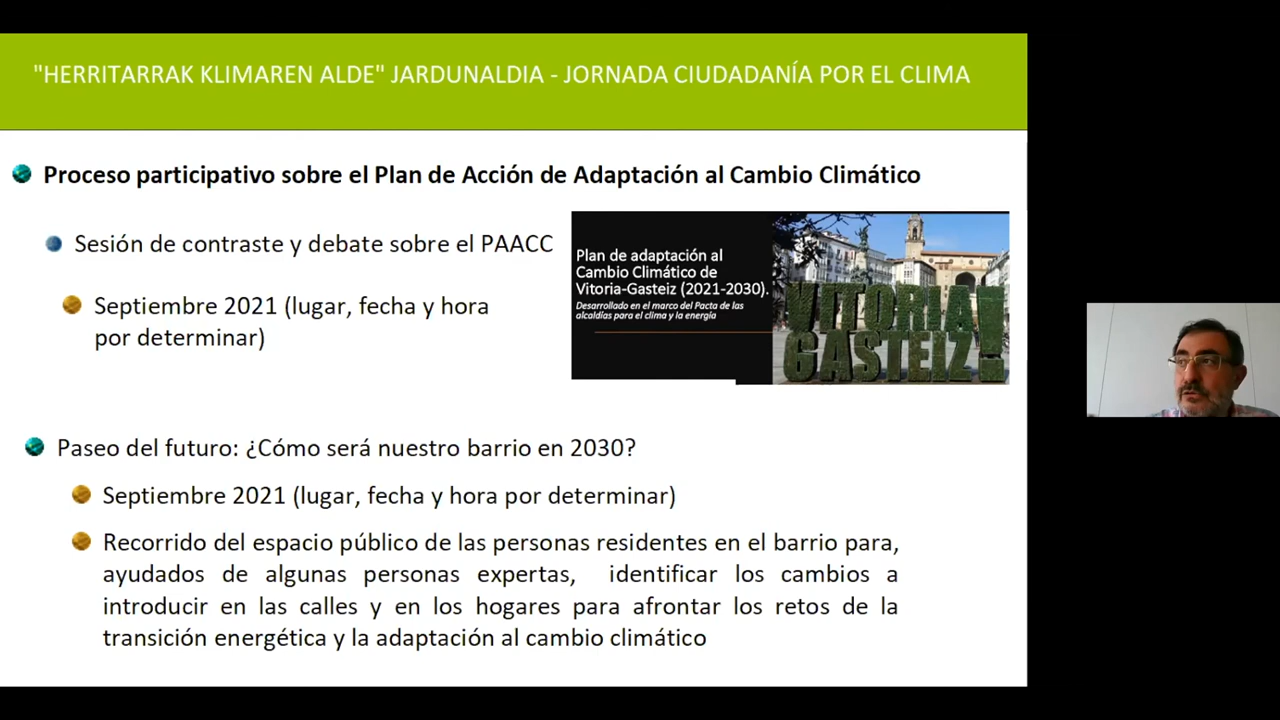 "HERRITARRAK KLIMAREN ALDE" JARDUNALDIA - JORNADA CIUDADANÍA POR EL CLIMA
Proceso participativo sobre el Plan de Acción de Adaptación al Cambio Climático
Sesión de contraste y debate sobre el PAACC
Septiembre 2021 (lugar, fecha y hora
por determinar)
Plan de adaptación al
Cambio Climático de
Vitoria-Gasteiz (2021-2030).
Desarrollado en el marco del Pacta de las
alcaldías para el clima y la energía
VITORIA
GASTEIZ!
Paseo del futuro: ¿Cómo será nuestro barrio en 2030?
Septiembre 2021 (lugar, fecha y hora por determinar)
Recorrido del espacio público de las personas residentes en el barrio para,
ayudados de algunas personas expertas, identificar los cambios a
introducir en las calles y en los hogares para afrontar los retos de la
transición energética y la adaptación al cambio climático